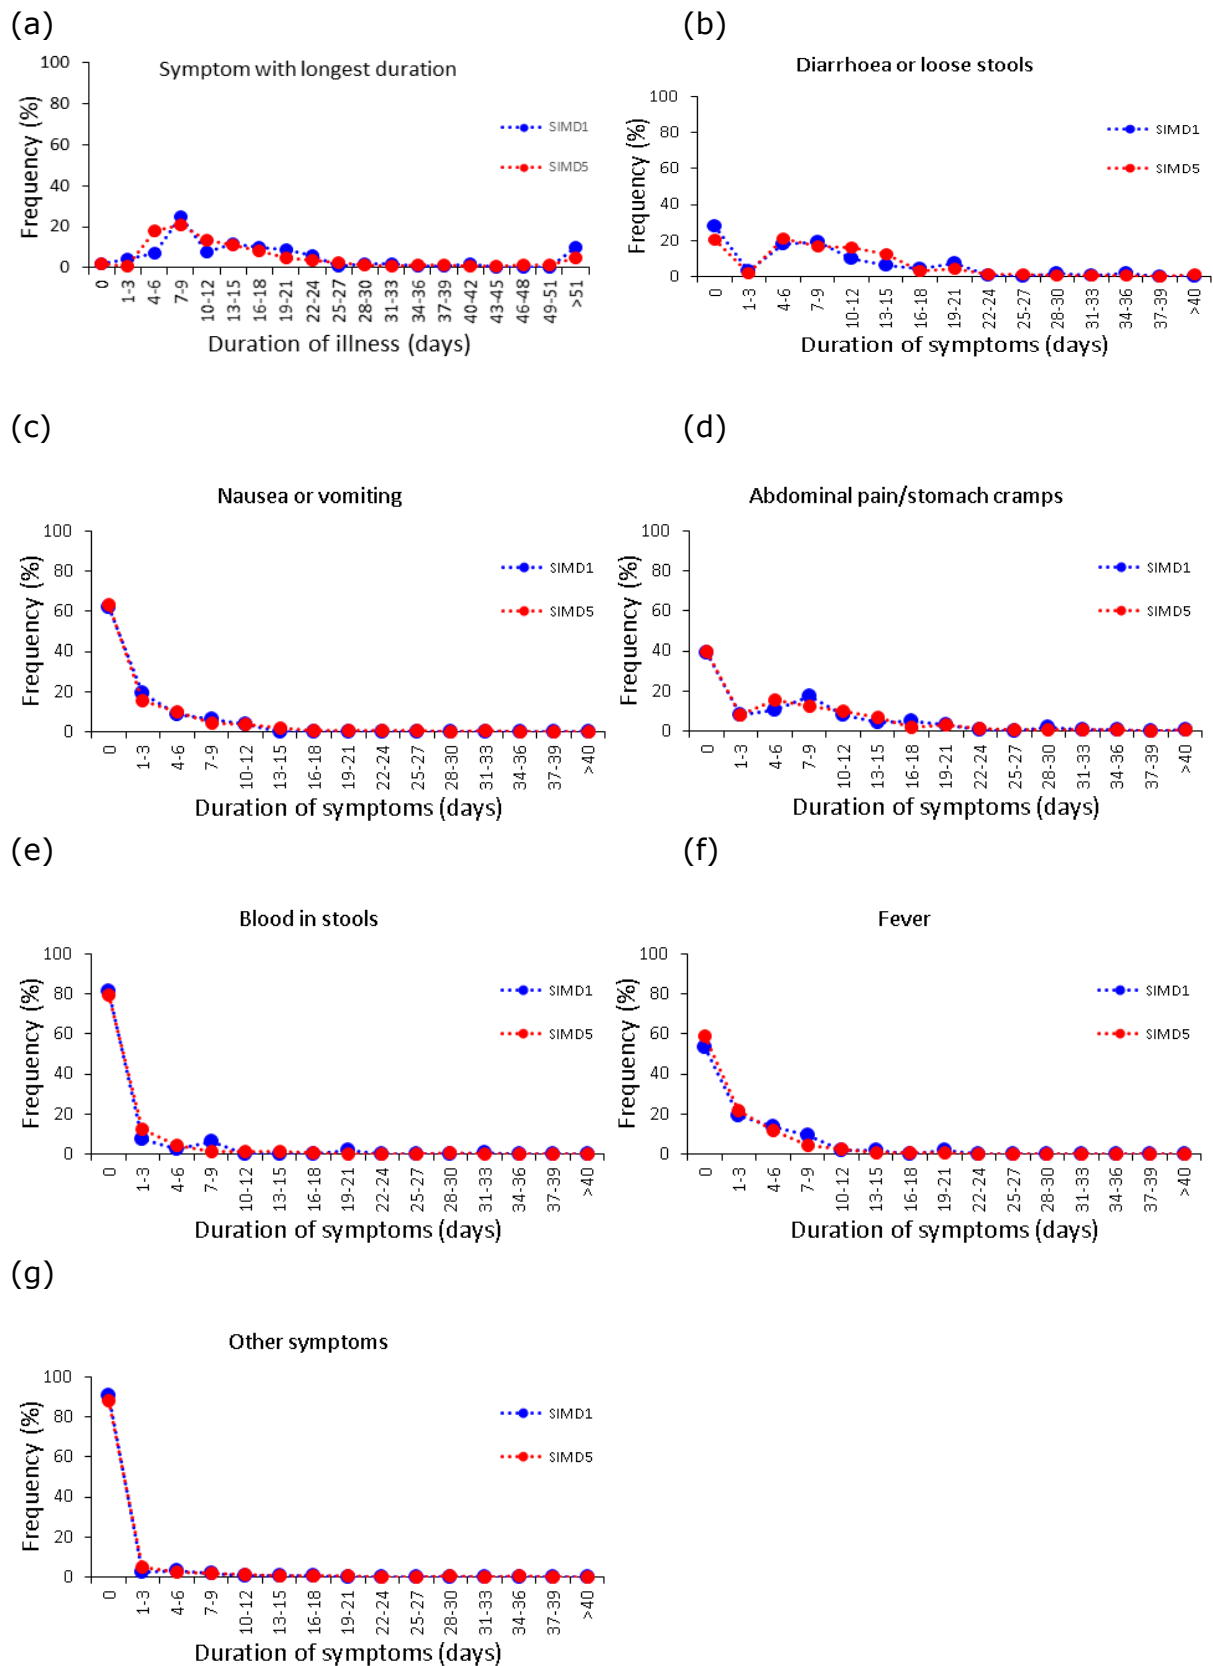 (a)
Symptom with longest duration
Frequency (%)
100
80
60
40
20
0
SIMD1
SIMD5
0 1-3 4-6 7-9 10-12 13-15 16-18 19-21 22-24 25-27 28-30 31-33 34-36 37-39 40-42 43-45 46-48 49-51 >51
Duration of illness (days)
(b)
Diarrhoea or loose stools
Frequency (%)
100
80
60
40
20
0
SIMD1
SIMD5
0 1-3 4-6 7-9 10-12 13-15 16-18 19-21 22-24 25-27 28-30 31-33 34-36 37-39 >40
Duration of symptoms (days)
(c)
Nausea or vomiting
Frequency (%)
100
80
60
40
20
0
SIMD1
SIMD5
0 1-3 4-6 7-9 10-12 13-15 16-18 19-21 22-24 25-27 28-30 31-33 34-36 37-39 >40
Duration of symptoms (days)
(d)
Abdominal pain/stomach cramps
Frequency (%)
100
80
60
40
20
0
SIMD1
SIMD5
0 1-3 4-6 7-9 10-12 13-15 16-18 19-21 22-24 25-27 28-30 31-33 34-36 37-39 >40
Duration of symptoms (days)
(e)
Blood in stools
Frequency (%)
100
80
60
40
20
0
SIMD1
SIMD5
0 1-3 4-6 7-9 10-12 13-15 16-18 19-21 22-24 25-27 28-30 31-33 34-36 37-39 >40
Duration of symptoms (days)
(f)
Fever
Frequency (%)
100
80
60
40
20
0
SIMD1
SIMD5
0 1-3 4-6 7-9 10-12 13-15 16-18 19-21 22-24 25-27 28-30 31-33 34-36 37-39 >40
Duration of symptoms (days)
(g)
Other symptoms
Frequency (%)
100
80
60
40
20
0
SIMD1
SIMD5
0 1-3 4-6 7-9 10-12 13-15 16-18 19-21 22-24 25-27 28-30 31-33 34-36 37-39 >40
Duration of symptoms (days)